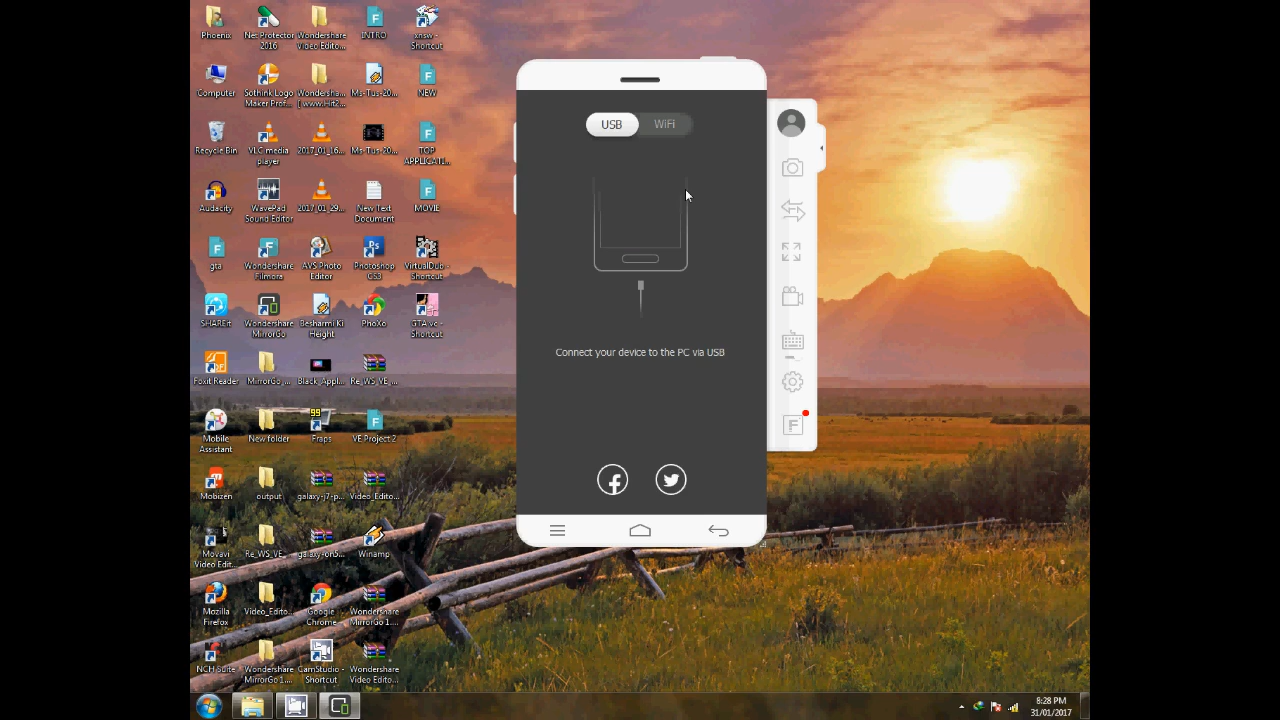 Phoenix
Net Protector
2016
Wondershare
Video Edito...
INTRO
xnsw -
Shortcut
Computer
Sothink Logo
Maker Prof...
Wondersha...
[ www.Hit2...
Ms-Tus-20...
NEW
Recycle Bin
VLC media
player
2017_01_16...
Ms-Tus-20...
TOP
APPLICATI...
Audacity
WavePad
Sound Editor
2017_01_29...
New Text
Document
MOVIE
gta
Wondershare
Filmora
AVS Photo
Editor
Photoshop
CS3
VirtualDub -
Shortcut
SHAREit
Wondershare
MirrorGo
Besharmi Ki
Height
PhoXo
GTA vc -
Shortcut
Foxit Reader
MirrorGo_...
Black_Appl...
Re_WS_VE_...
Mobile
Assistant
New folder
99
Fraps
VE Project 2
Mobizen
output
galaxy-j7-p...
Video_Edito...
Movavi
Video Edit...
Re_WS_VE_...
galaxy-on5...
Winamp
Mozilla
Firefox
Video_Edito...
Google
Chrome
Wondershare
MirrorGo 1....
NCH Suite
Wondershare
MirrorGo 1....
CamStudio -
Shortcut
Wondershare
Video Edito...
USB
WiFi
Connect your device to the PC via USB
8:28 PM
31/01/2017